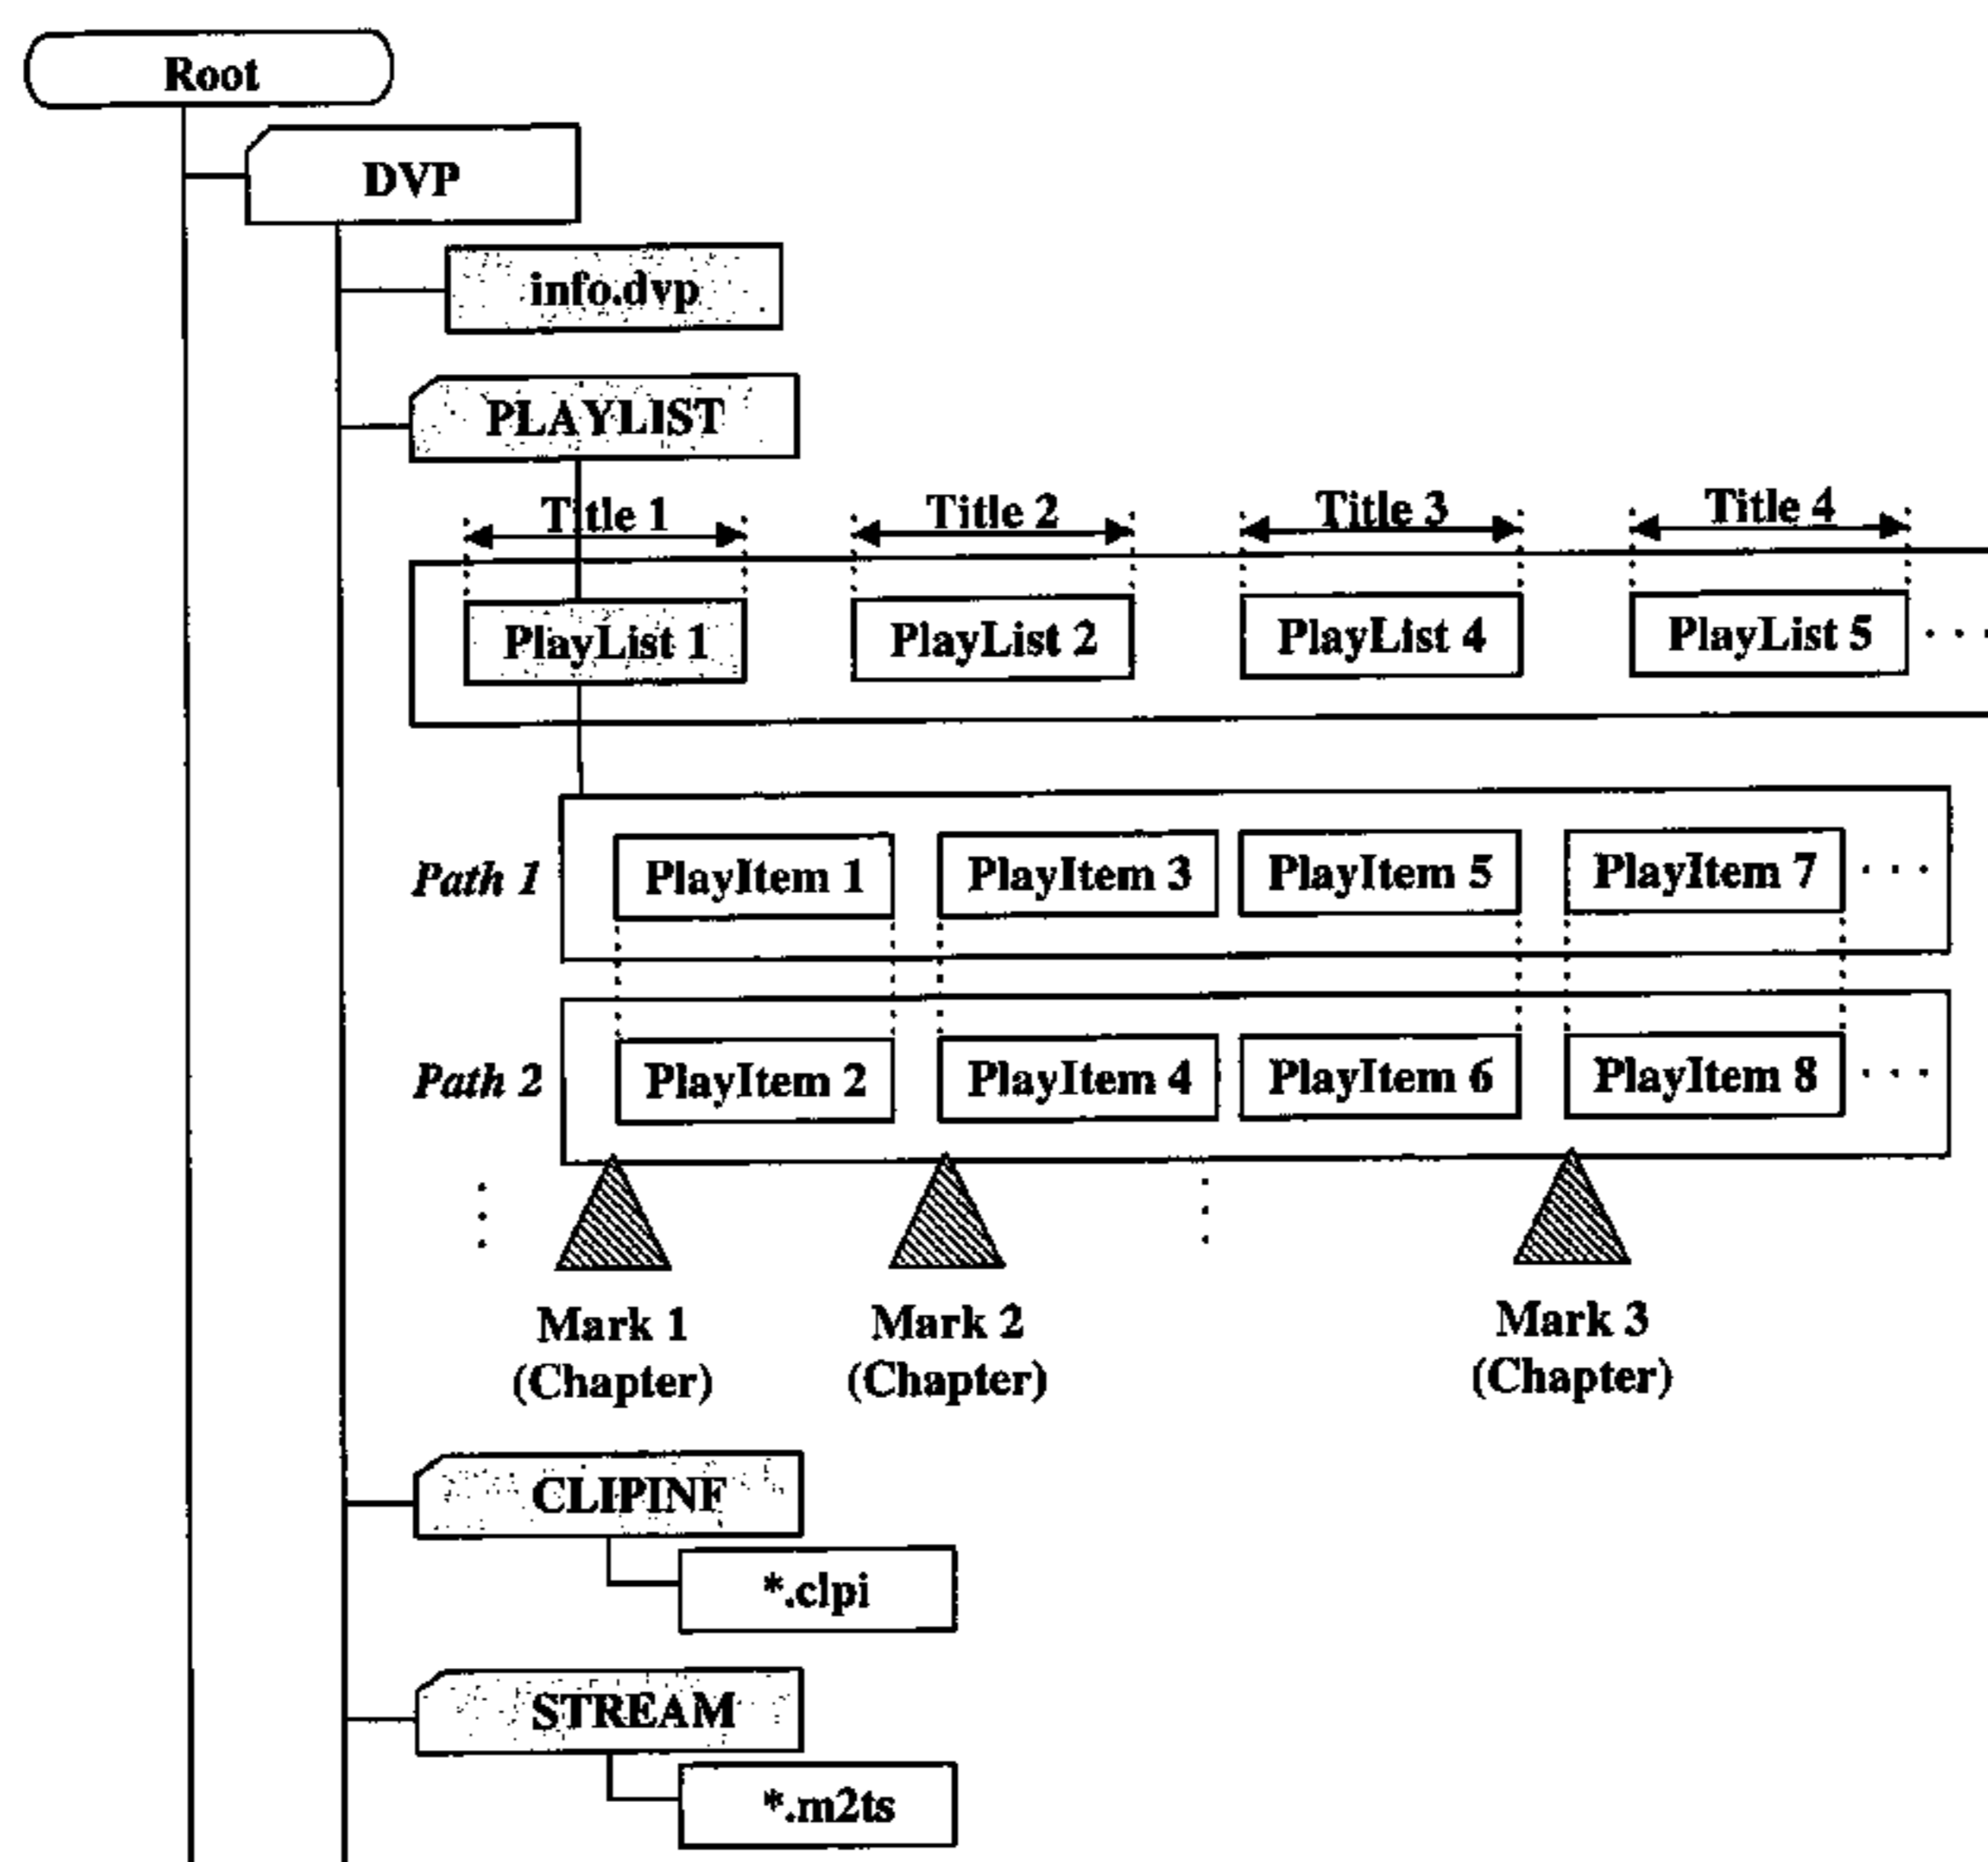 Root
DVP
info.dvp
PLAYLIST
Title 1 Title 2 Title 3 Title 4
PlayList 1 PlayList 2 PlayList 4 PlayList 5 . . .
Path 1 PlayItem 1 PlayItem 3 PlayItem 5 PlayItem 7 . . .
Path 2 PlayItem 2 PlayItem 4 PlayItem 6 PlayItem 8 . . .
Mark 1 Mark 2 Mark 3
(Chapter) (Chapter) (Chapter)
CLIPINF
*.clpi
STREAM
*.m2ts